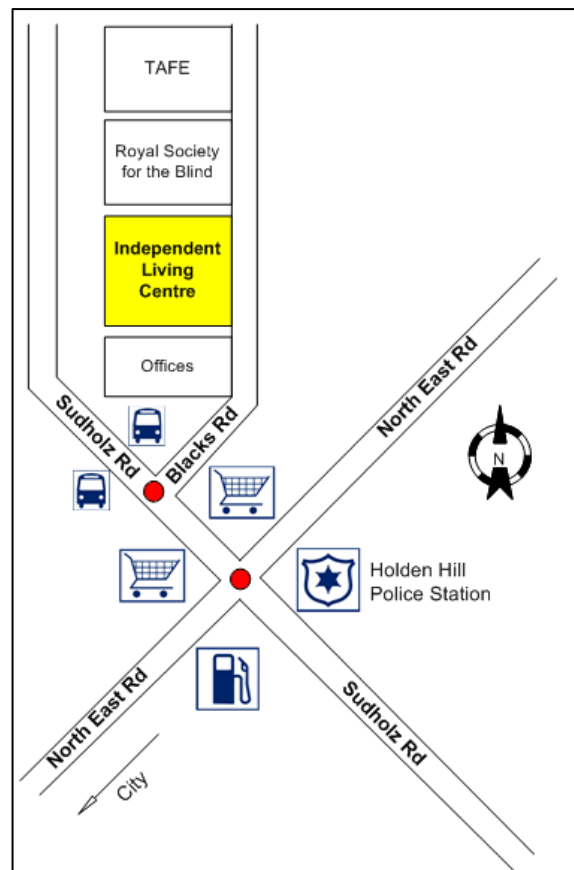 TAFE
Royal Society
for the Blind
Independent
Living
Centre
Offices
Sudholz Rd
Blacks Rd
North East Rd
N
Holden Hill
Police Station
North East Rd
Sudholz Rd
City